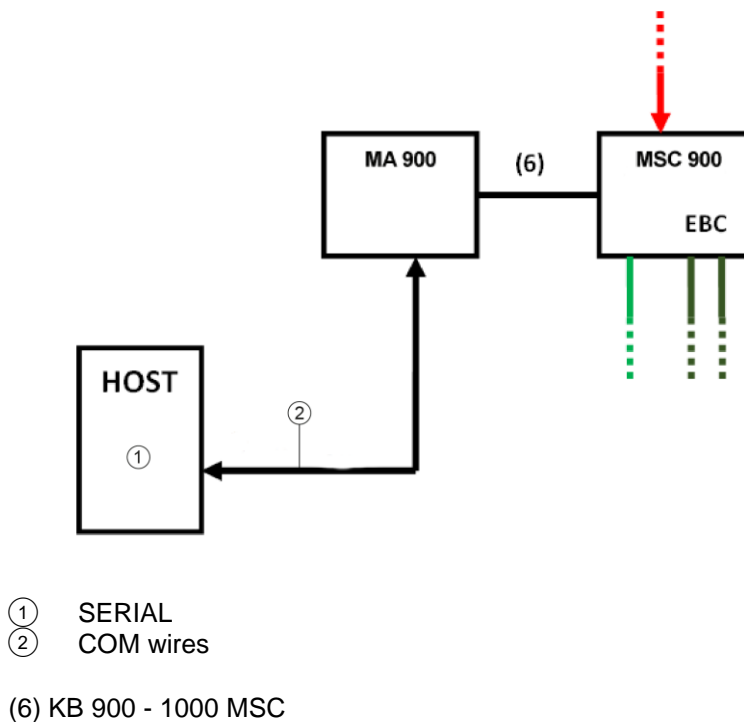 MA 900
(6)
MSC 900
EBC
HOST
①
②
① SERIAL
② COM wires
(6) KB 900 - 1000 MSC